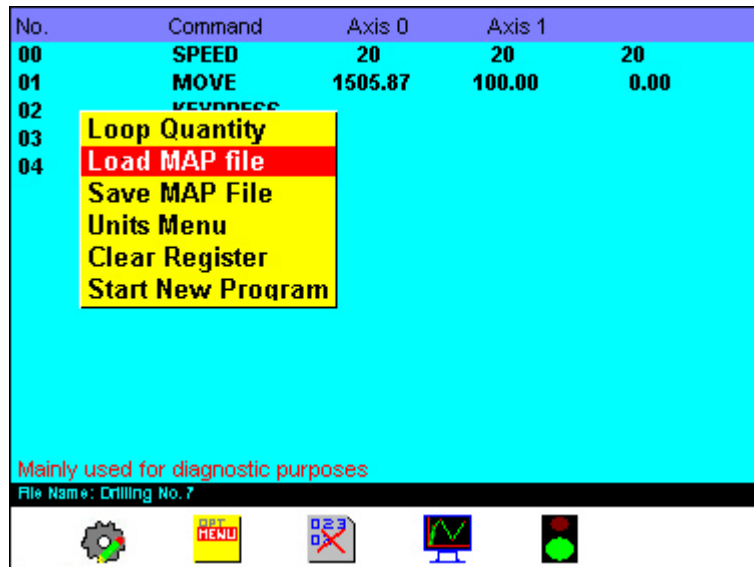 No. Command Axis 0 Axis 1
00 SPEED 20 20 20
01 MOVE 1505.87 100.00 0.00
02 KEYPRESS
03
04
Loop Quantity
Load MAP file
Save MAP File
Units Menu
Clear Register
Start New Program
Mainly used for diagnostic purposes
File Name: Drilling No.7
OPT
MENU
023